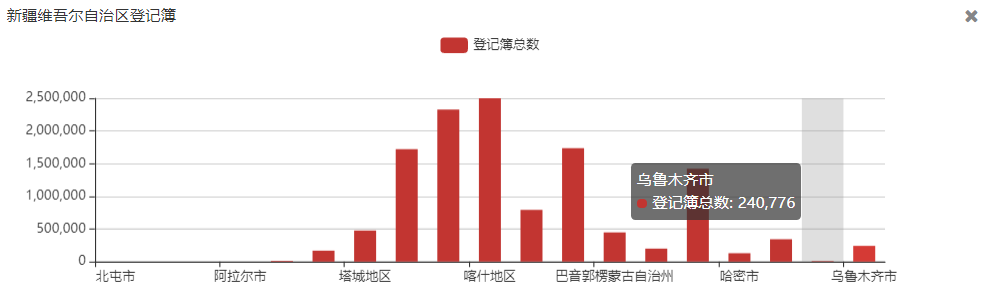 新疆维吾尔自治区登记簿
登记簿总数
2,500,000
2,000,000
1,500,000
1,000,000
500,000
0
乌鲁木齐市
登记簿总数: 240,776
北屯市 阿拉尔市 塔城地区 喀什地区 巴音郭楞蒙古自治州 哈密市 乌鲁木齐市